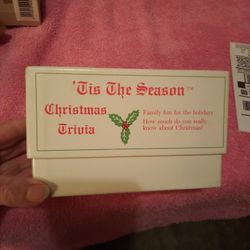 'Tis The Season™
Christmas
Trivia
Family fun for the holidays
How much do you really
know about Christmas?